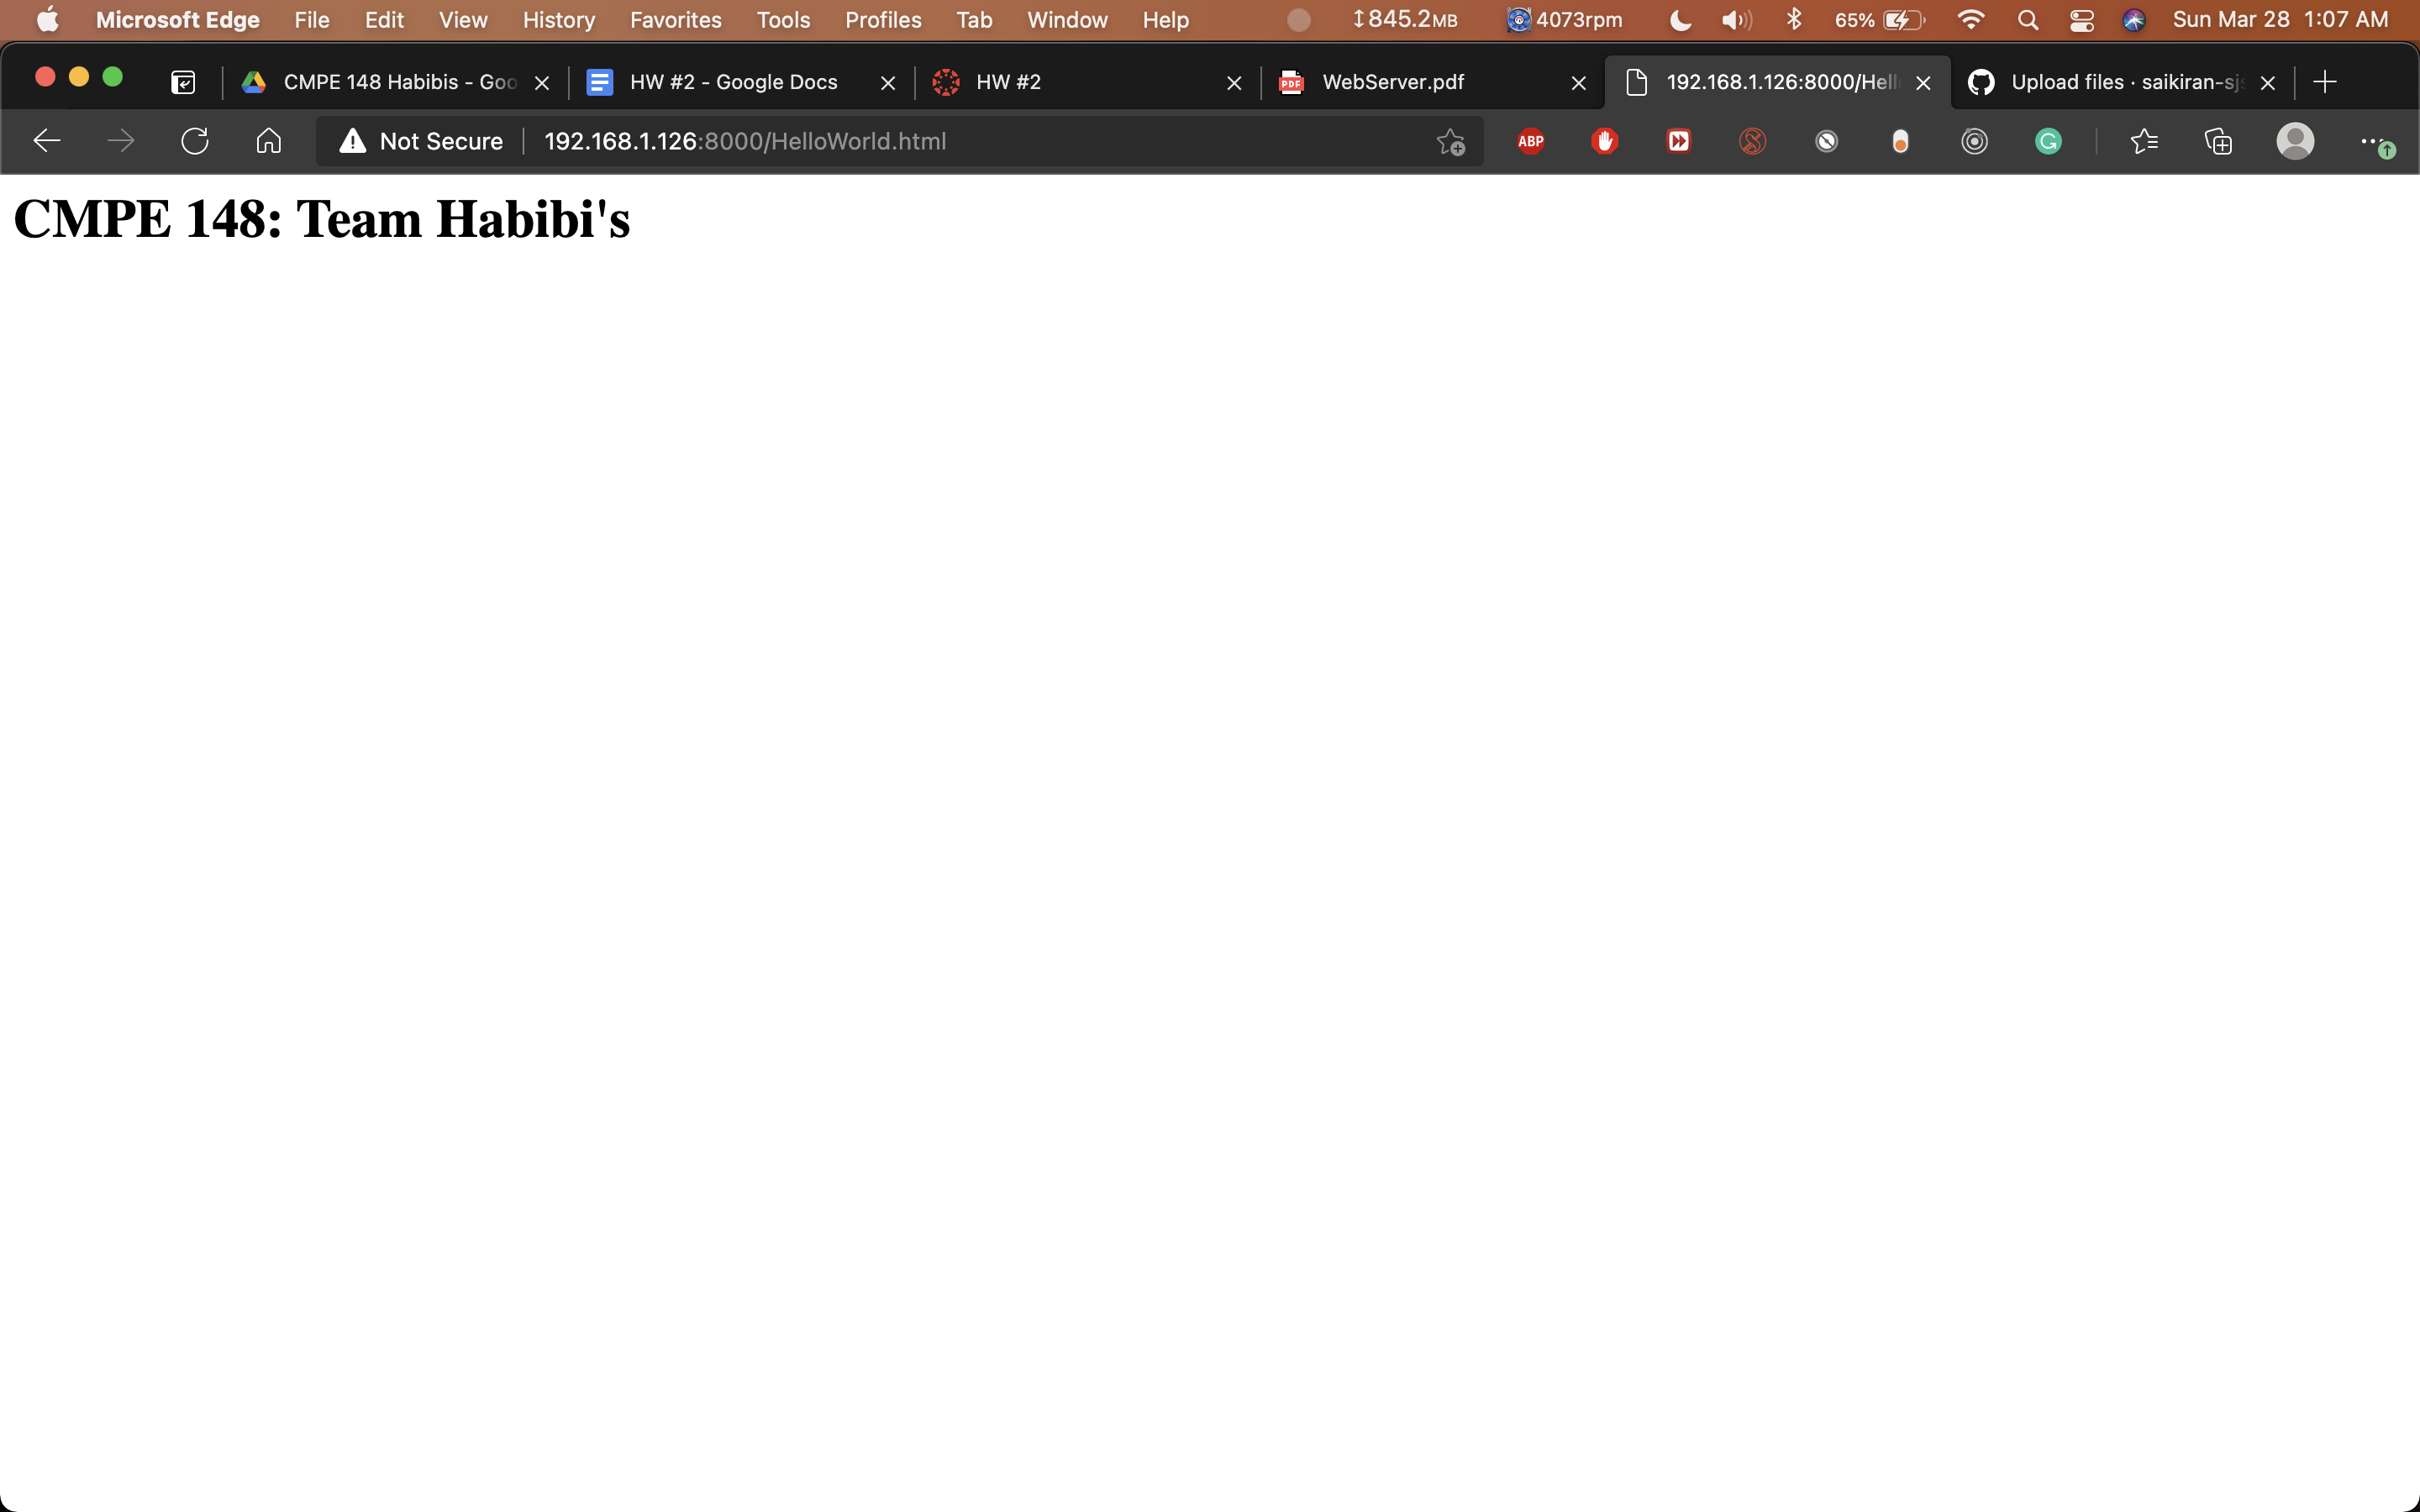 Microsoft Edge File Edit View History Favorites Tools Profiles Tab Window Help ↕845.2MB 4073rpm 65% Sun Mar 28 1:07 AM
CMPE 148 Habibis - Goo HW #2 - Google Docs HW #2 PDF WebServer.pdf 192.168.1.126:8000/Hell Upload files · saikiran-sjs
Not Secure 192.168.1.126:8000/HelloWorld.html ABP G
CMPE 148: Team Habibi's